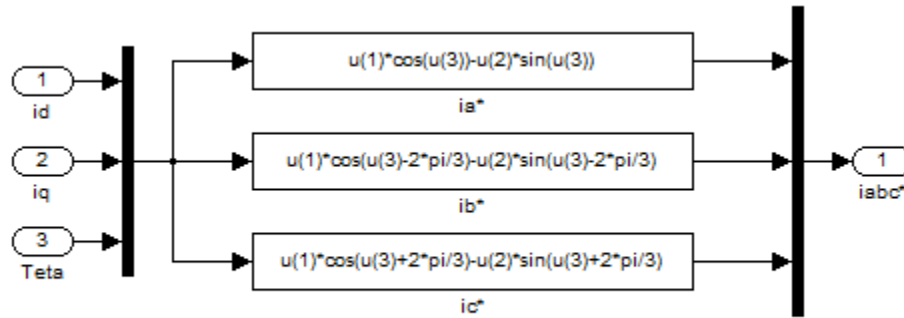 1
id
2
iq
3
Teta
u(1)*cos(u(3))-u(2)*sin(u(3))
ia*
u(1)*cos(u(3)-2*pi/3)-u(2)*sin(u(3)-2*pi/3)
ib*
u(1)*cos(u(3)+2*pi/3)-u(2)*sin(u(3)+2*pi/3)
ic*
1
iabc*